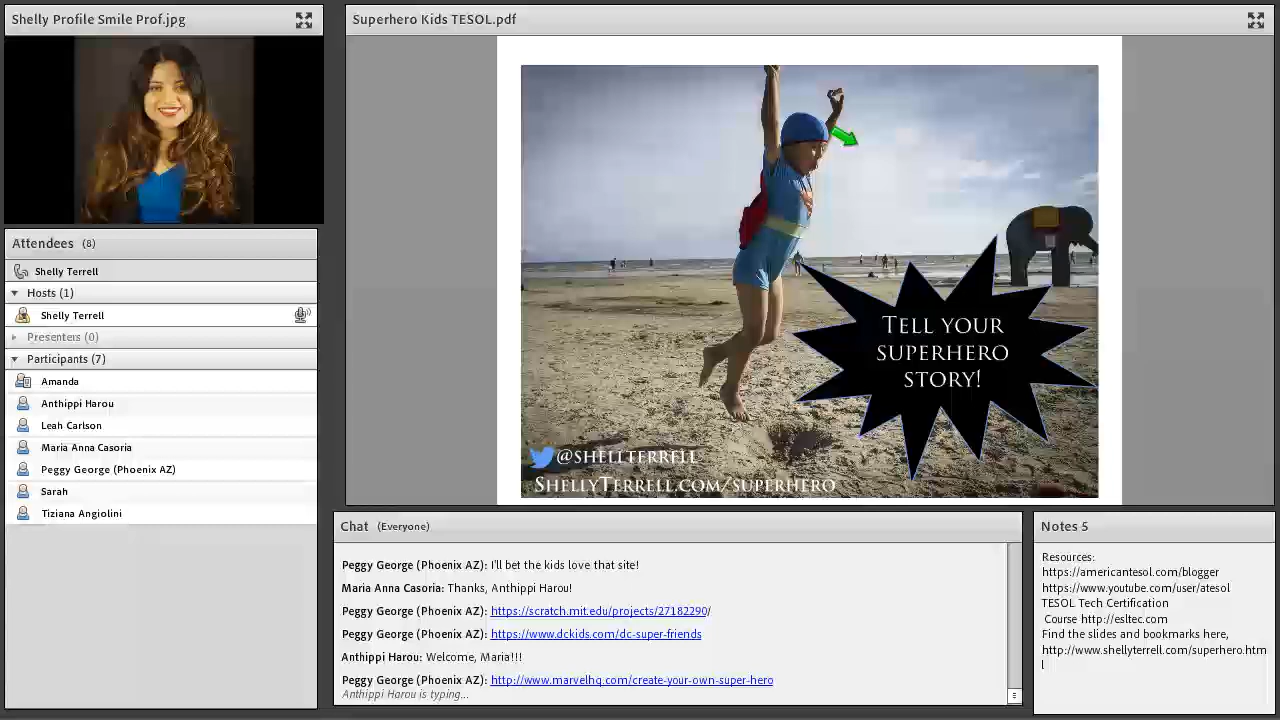 Shelly Profile Smile Prof.jpg
Superhero Kids TESOL.pdf
Tell your
superhero
story!
@shellterrell
ShellyTerrell.com/superhero
Attendees (8)
Shelly Terrell
Hosts (1)
Shelly Terrell
Presenters (0)
Participants (7)
Amanda
Anthippi Harou
Leah Carlson
Maria Anna Casoria
Peggy George (Phoenix AZ)
Sarah
Tiziana Angiolini
Chat (Everyone)
Peggy George (Phoenix AZ): I'll bet the kids love that site!
Maria Anna Casoria: Thanks, Anthippi Harou!
Peggy George (Phoenix AZ): https://scratch.mit.edu/projects/27182290/
Peggy George (Phoenix AZ): https://www.dckids.com/dc-super-friends
Anthippi Harou: Welcome, Maria!!!
Peggy George (Phoenix AZ): http://www.marvelhq.com/create-your-own-super-hero
Anthippi Harou is typing...
Notes 5
Resources:
https://americantesol.com/blogger
https://www.youtube.com/user/atesol
TESOL Tech Certification
Course http://esltec.com
Find the slides and bookmarks here,
http://www.shellyterrell.com/superhero.htm
l